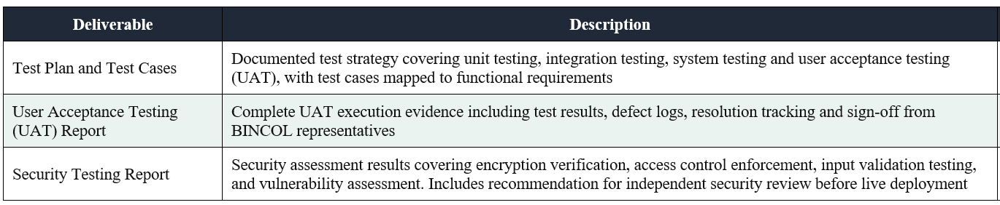 Deliverable
Description
Test Plan and Test Cases
Documented test strategy covering unit testing, integration testing, system testing and user acceptance testing
(UAT), with test cases mapped to functional requirements
User Acceptance Testing
(UAT) Report
Complete UAT execution evidence including test results, defect logs, resolution tracking and sign-off from
BINCOL representatives
Security Testing Report
Security assessment results covering encryption verification, access control enforcement, input validation testing,
and vulnerability assessment. Includes recommendation for independent security review before live deployment